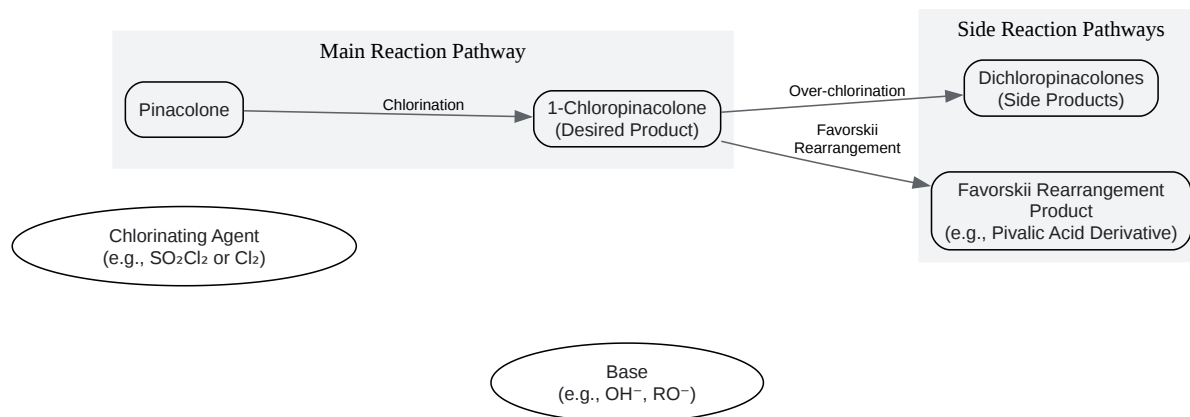 Main Reaction Pathway
Side Reaction Pathways
Pinacolone
Chlorination
1-Chloropinacolone
(Desired Product)
Over-chlorination
Dichloropinacolones
(Side Products)
Favorskii
Rearrangement
Favorskii Rearrangement
Product
(e.g., Pivalic Acid Derivative)
Chlorinating Agent
(e.g., SO₂Cl₂ or Cl₂)
Base
(e.g., OH⁻, RO⁻)